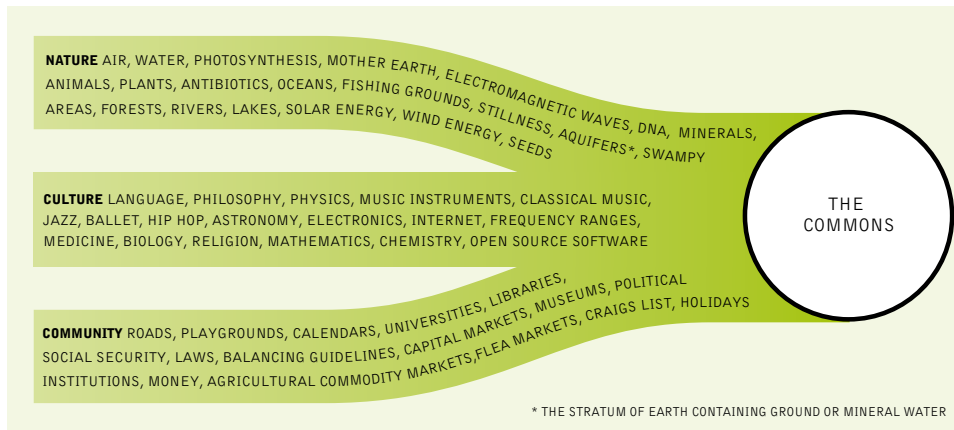 NATURE AIR, WATER, PHOTOSYNTHESIS, MOTHER EARTH, ELECTROMAGNETIC WAVES, DNA, MINERALS,
ANIMALS, PLANTS, ANTIBIOTICS, OCEANS, FISHING GROUNDS, STILLNESS, AQUIFERS*, SWAMPY
AREAS, FORESTS, RIVERS, LAKES, SOLAR ENERGY, WIND ENERGY, SEEDS
CULTURE LANGUAGE, PHILOSOPHY, PHYSICS, MUSIC INSTRUMENTS, CLASSICAL MUSIC,
JAZZ, BALLET, HIP HOP, ASTRONOMY, ELECTRONICS, INTERNET, FREQUENCY RANGES,
MEDICINE, BIOLOGY, RELIGION, MATHEMATICS, CHEMISTRY, OPEN SOURCE SOFTWARE
THE
COMMONS
COMMUNITY ROADS, PLAYGROUNDS, CALENDARS, UNIVERSITIES, LIBRARIES,
SOCIAL SECURITY, LAWS, BALANCING GUIDELINES, CAPITAL MARKETS, MUSEUMS, POLITICAL
INSTITUTIONS, MONEY, AGRICULTURAL COMMODITY MARKETS,FLEA MARKETS, CRAIGS LIST, HOLIDAYS
* THE STRATUM OF EARTH CONTAINING GROUND OR MINERAL WATER